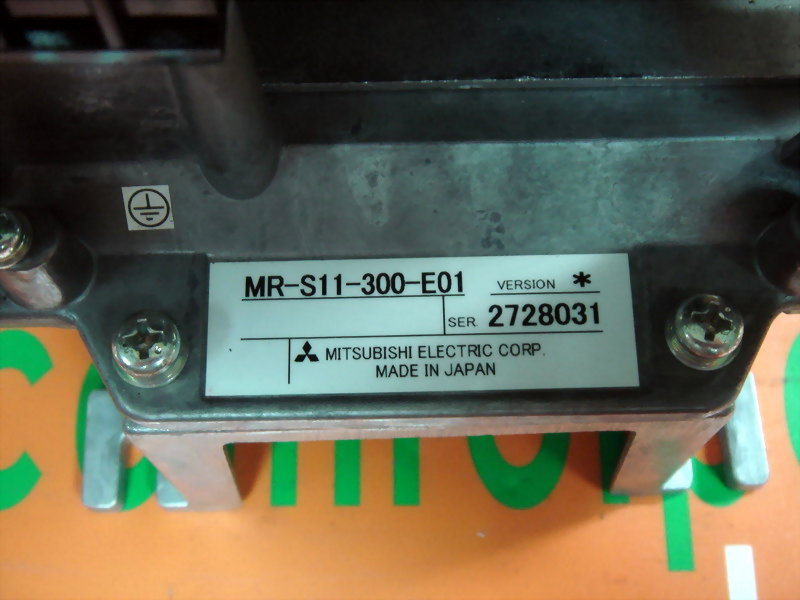 MR-S11-300-E01 VERSION *
SER. 2728031
MITSUBISHI ELECTRIC CORP.
MADE IN JAPAN